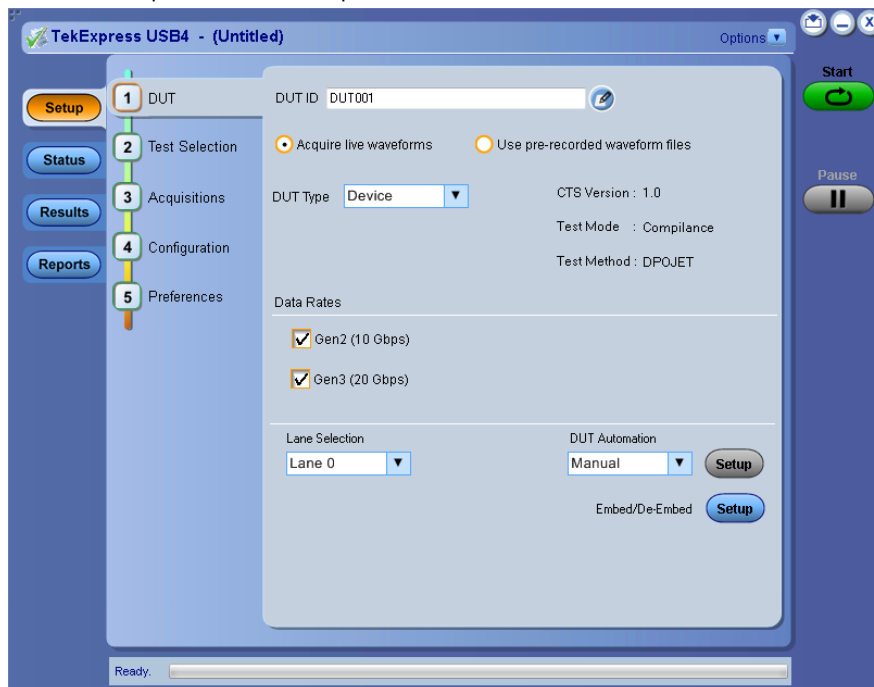 TekExpress USB4 - (Untitled)
Options
Start
Setup
Status
Results
Reports
Pause
1 DUT
2 Test Selection
3 Acquisitions
4 Configuration
5 Preferences
DUT ID DUT001
Acquire live waveforms
Use pre-recorded waveform files
DUT Type Device
CTS Version : 1.0
Test Mode : Compilance
Test Method : DPOJET
Data Rates
Gen2 (10 Gbps)
Gen3 (20 Gbps)
Lane Selection
Lane 0
DUT Automation
Manual
Setup
Embed/De-Embed Setup
Ready.